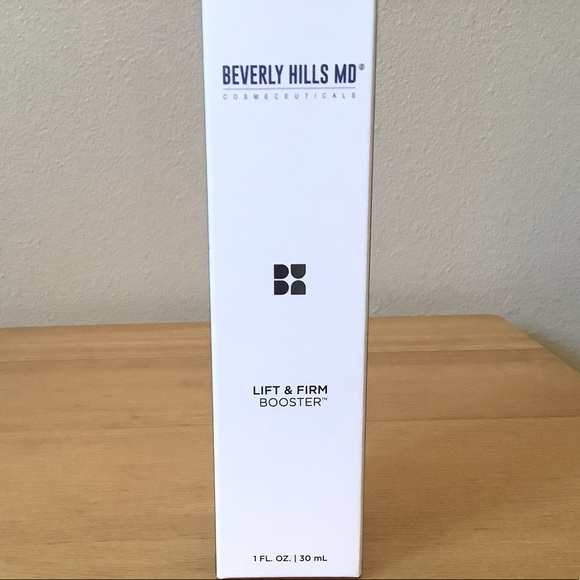 BEVERLY HILLS MD®
COSMECEUTICALS
LIFT & FIRM
BOOSTER™
1 FL. OZ. | 30 mL